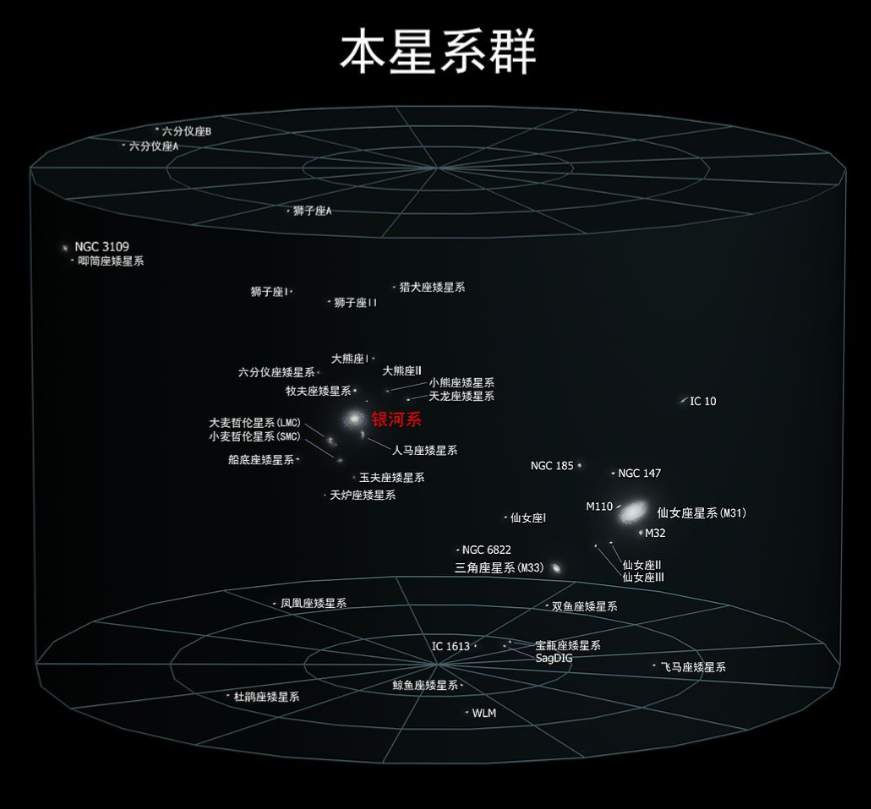 本星系群
六分仪座B
六分仪座A
狮子座A
NGC 3109
唧筒座矮星系
猎犬座矮星系
狮子座I
狮子座II
大熊座I
大熊座II
六分仪座矮星系
小熊座矮星系
牧夫座矮星系
天龙座矮星系
银河系
大麦哲伦星系(LMC)
小麦哲伦星系(SMC)
人马座矮星系
船底座矮星系
玉夫座矮星系
天炉座矮星系
IC 10
NGC 185
NGC 147
M110
仙女座星系(M31)
仙女座I
M32
NGC 6822
三角座星系(M33)
仙女座II
仙女座III
凤凰座矮星系
双鱼座矮星系
IC 1613
宝瓶座矮星系
SagDIG
飞马座矮星系
鲸鱼座矮星系
杜鹃座矮星系
WLM